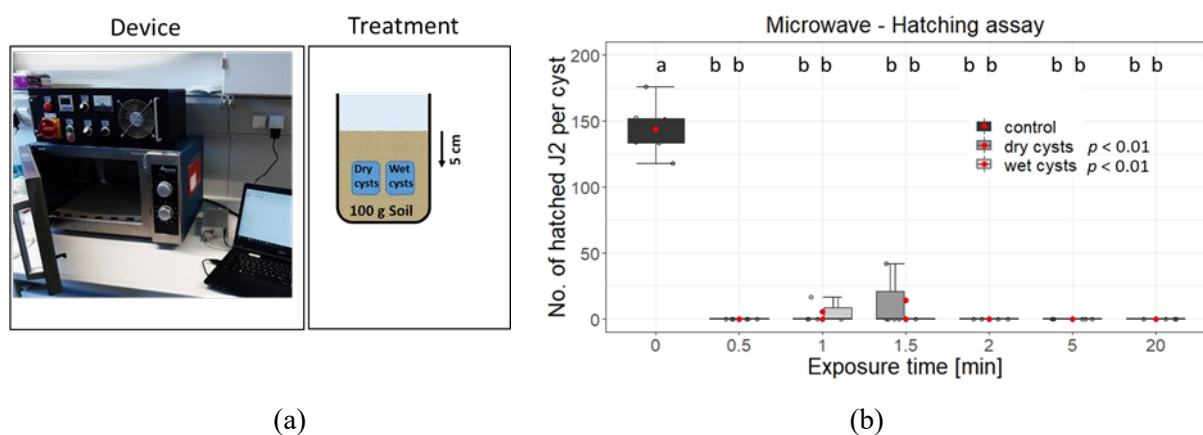 Device
Treatment
Dry cysts
Wet cysts
5 cm
100 g Soil
(a)
Microwave - Hatching assay
No. of hatched J2 per cyst
200
150
100
50
0
a b b b b b b b b b b b b
control
dry cysts p < 0.01
wet cysts p < 0.01
0 0.5 1 1.5 2 5 20
Exposure time [min]
(b)